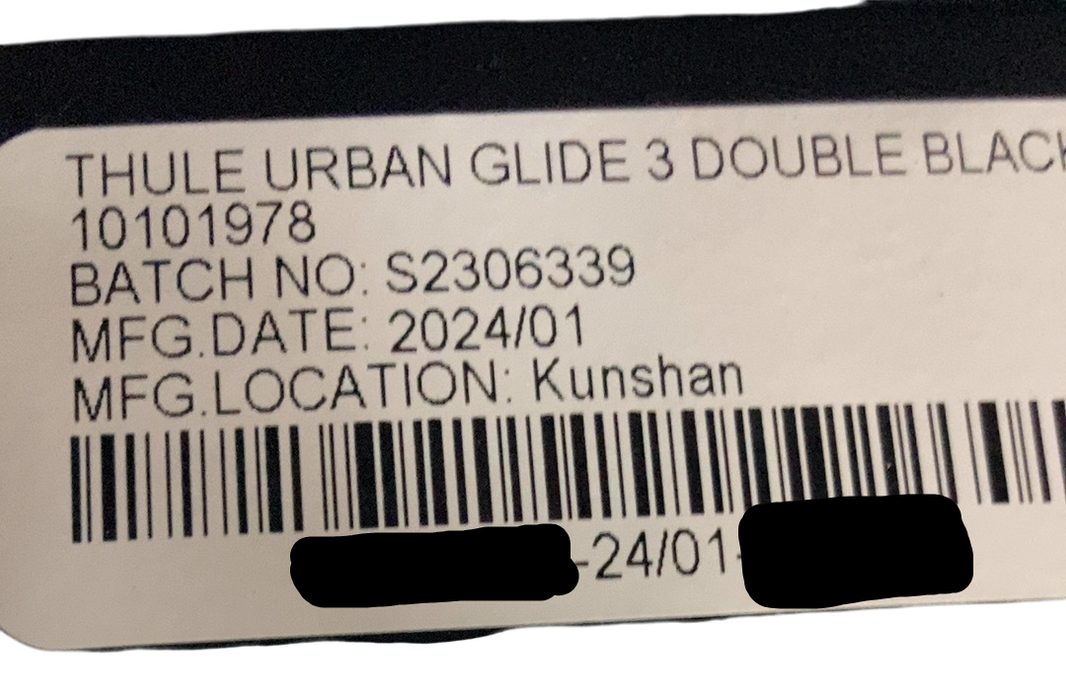 THULE URBAN GLIDE 3 DOUBLE BLACK
10101978
BATCH NO: S2306339
MFG.DATE: 2024/01
MFG.LOCATION: Kunshan
-24/01-